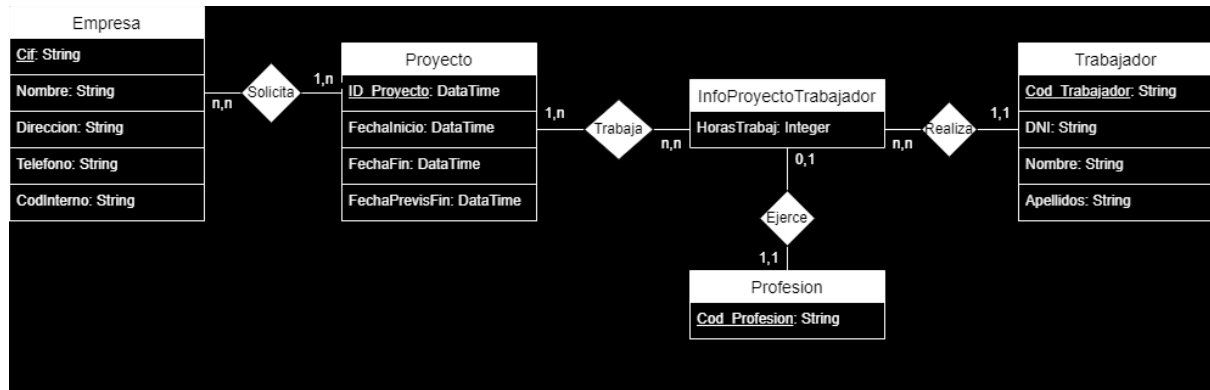 Empresa
Cif: String
Nombre: String
Direccion: String
Telefono: String
CodInterno: String
n,n
Solicita
1,n
Proyecto
ID_Proyecto: DataTime
FechaInicio: DataTime
FechaFin: DataTime
FechaPrevisFin: DataTime
1,n
Trabaja
n,n
InfoProyectoTrabajador
HorasTrabaj: Integer
0,1
Ejerce
1,1
Profesion
Cod_Profesion: String
n,n
Realiza
1,1
Trabajador
Cod_Trabajador: String
DNI: String
Nombre: String
Apellidos: String